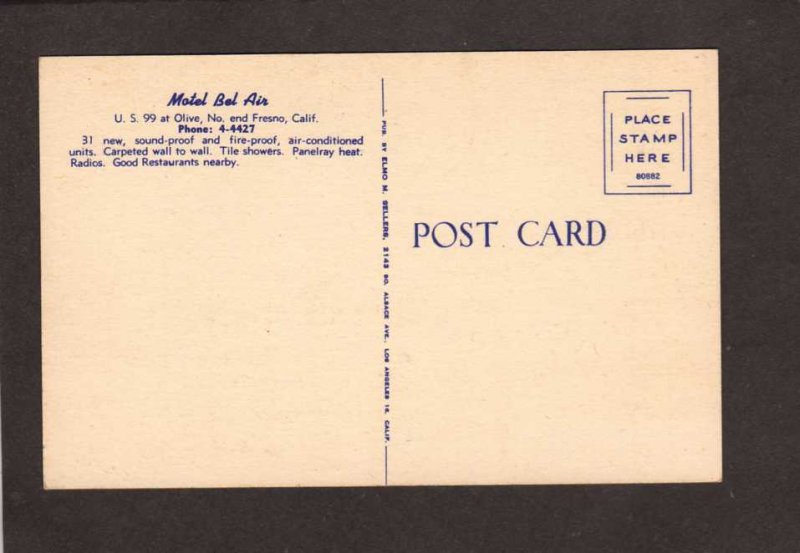 Motel Bel Air
U. S. 99 at Olive, No. end Fresno, Calif.
Phone: 4-4427
31 new, sound-proof and fire-proof, air-conditioned
units. Carpeted wall to wall. Tile showers. Panelray heat.
Radios. Good Restaurants nearby.
PUB. BY ELMO M. SELLERS, 2143 SO. ALSACE AVE., LOS ANGELES 16, CALIF.
PLACE
STAMP
HERE
80882
POST CARD